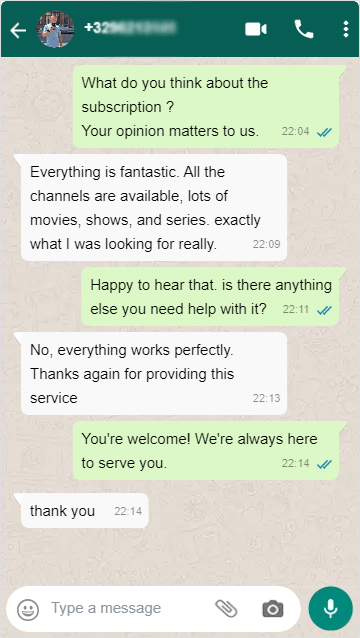 What do you think about the
subscription ?
Your opinion matters to us. 22:04
Everything is fantastic. All the
channels are available, lots of
movies, shows, and series. exactly
what I was looking for really. 22:09
Happy to hear that. is there anything
else you need help with it? 22:11
No, everything works perfectly.
Thanks again for providing this
service 22:13
You're welcome! We're always here
to serve you. 22:14
thank you 22:14
Type a message